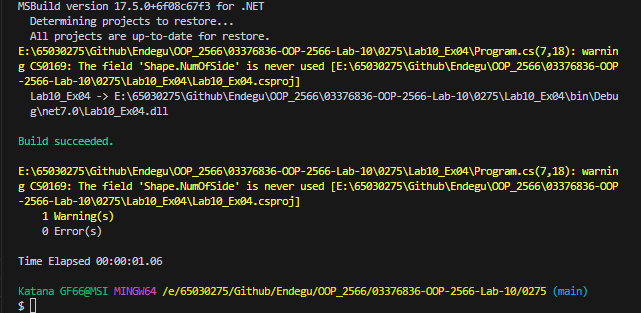 MSBuild version 17.5.0+6f08c67f3 for .NET
  Determining projects to restore...
  All projects are up-to-date for restore.
E:\65030275\Github\Endegu\OOP_2566\03376836-OOP-2566-Lab-10\0275\Lab10_Ex04\Program.cs(7,18): warnin
g CS0169: The field 'Shape.NumOfSide' is never used [E:\65030275\Github\Endegu\OOP_2566\03376836-OOP
-2566-Lab-10\0275\Lab10_Ex04\Lab10_Ex04.csproj]
  Lab10_Ex04 -> E:\65030275\Github\Endegu\OOP_2566\03376836-OOP-2566-Lab-10\0275\Lab10_Ex04\bin\Debu
g\net7.0\Lab10_Ex04.dll
Build succeeded.
E:\65030275\Github\Endegu\OOP_2566\03376836-OOP-2566-Lab-10\0275\Lab10_Ex04\Program.cs(7,18): warnin
g CS0169: The field 'Shape.NumOfSide' is never used [E:\65030275\Github\Endegu\OOP_2566\03376836-OOP
-2566-Lab-10\0275\Lab10_Ex04\Lab10_Ex04.csproj]
    1 Warning(s)
    0 Error(s)
Time Elapsed 00:00:01.06
Katana GF66@MSI MINGW64 /e/65030275/Github/Endegu/OOP_2566/03376836-OOP-2566-Lab-10/0275 (main)
$